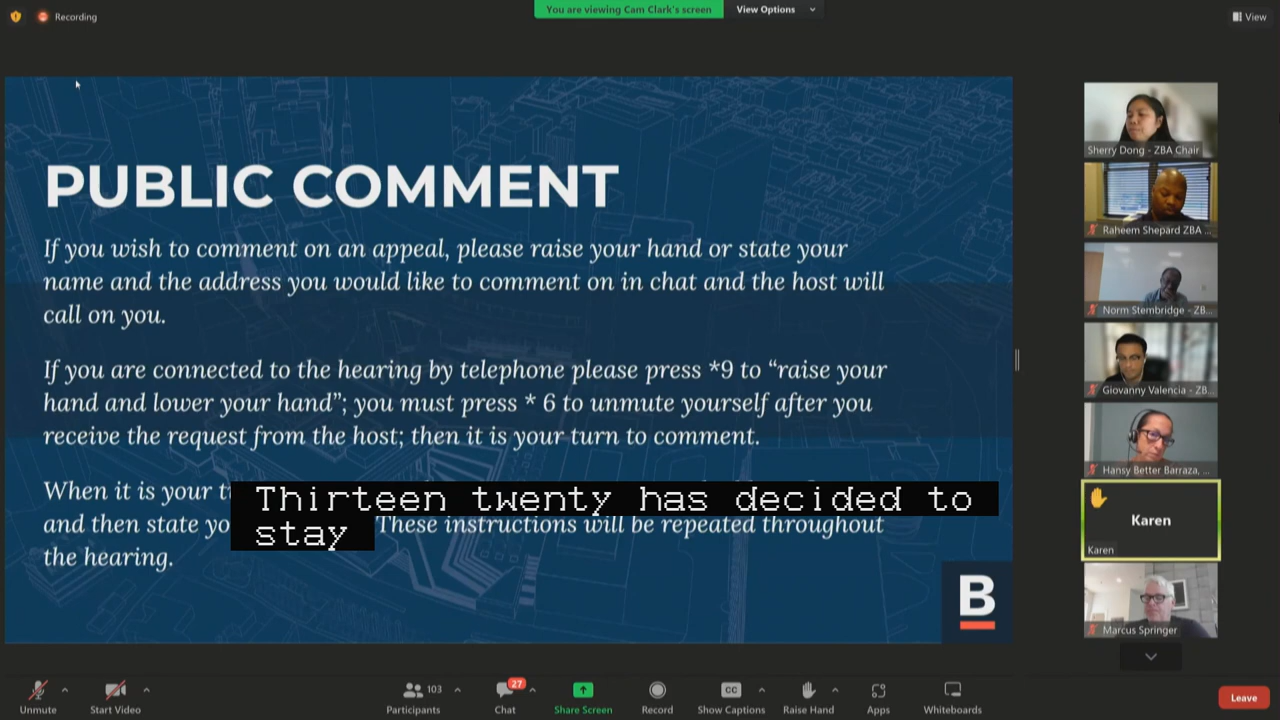 Recording
You are viewing Cam Clark's screen
View Options
View
PUBLIC COMMENT
If you wish to comment on an appeal, please raise your hand or state your
name and the address you would like to comment on in chat and the host will
call on you.
If you are connected to the hearing by telephone please press *9 to “raise your
hand and lower your hand”; you must press * 6 to unmute yourself after you
receive the request from the host; then it is your turn to comment.
When it is your
and then state
These instructions will be repeated throughout
the hearing.
Thirteen twenty has decided to
stay
B
Sherry Dong - ZBA Chair
Raheem Shepard ZBA ...
Norm Stembridge - ZB...
Giovanny Valencia - ZB...
Hansy Better Barraza, ...
Karen
Karen
Marcus Springer
Unmute
Start Video
103
Participants
27
Chat
Share Screen
Record
CC
Show Captions
Raise Hand
Apps
Whiteboards
Leave